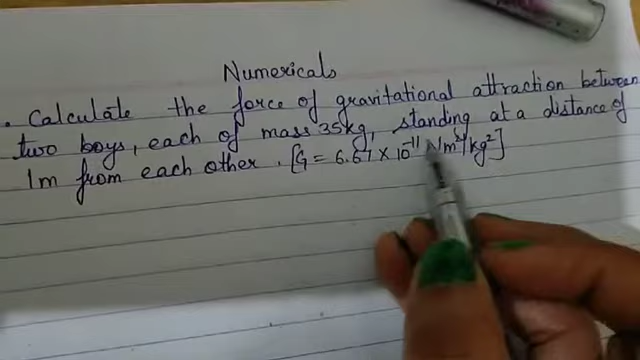 Numericals
. Calculate the force of gravitational attraction between
two boys, each of mass 35kg, standing at a distance of
1m from each other. [G = 6.67 × 10⁻¹¹ Nm²/kg²]